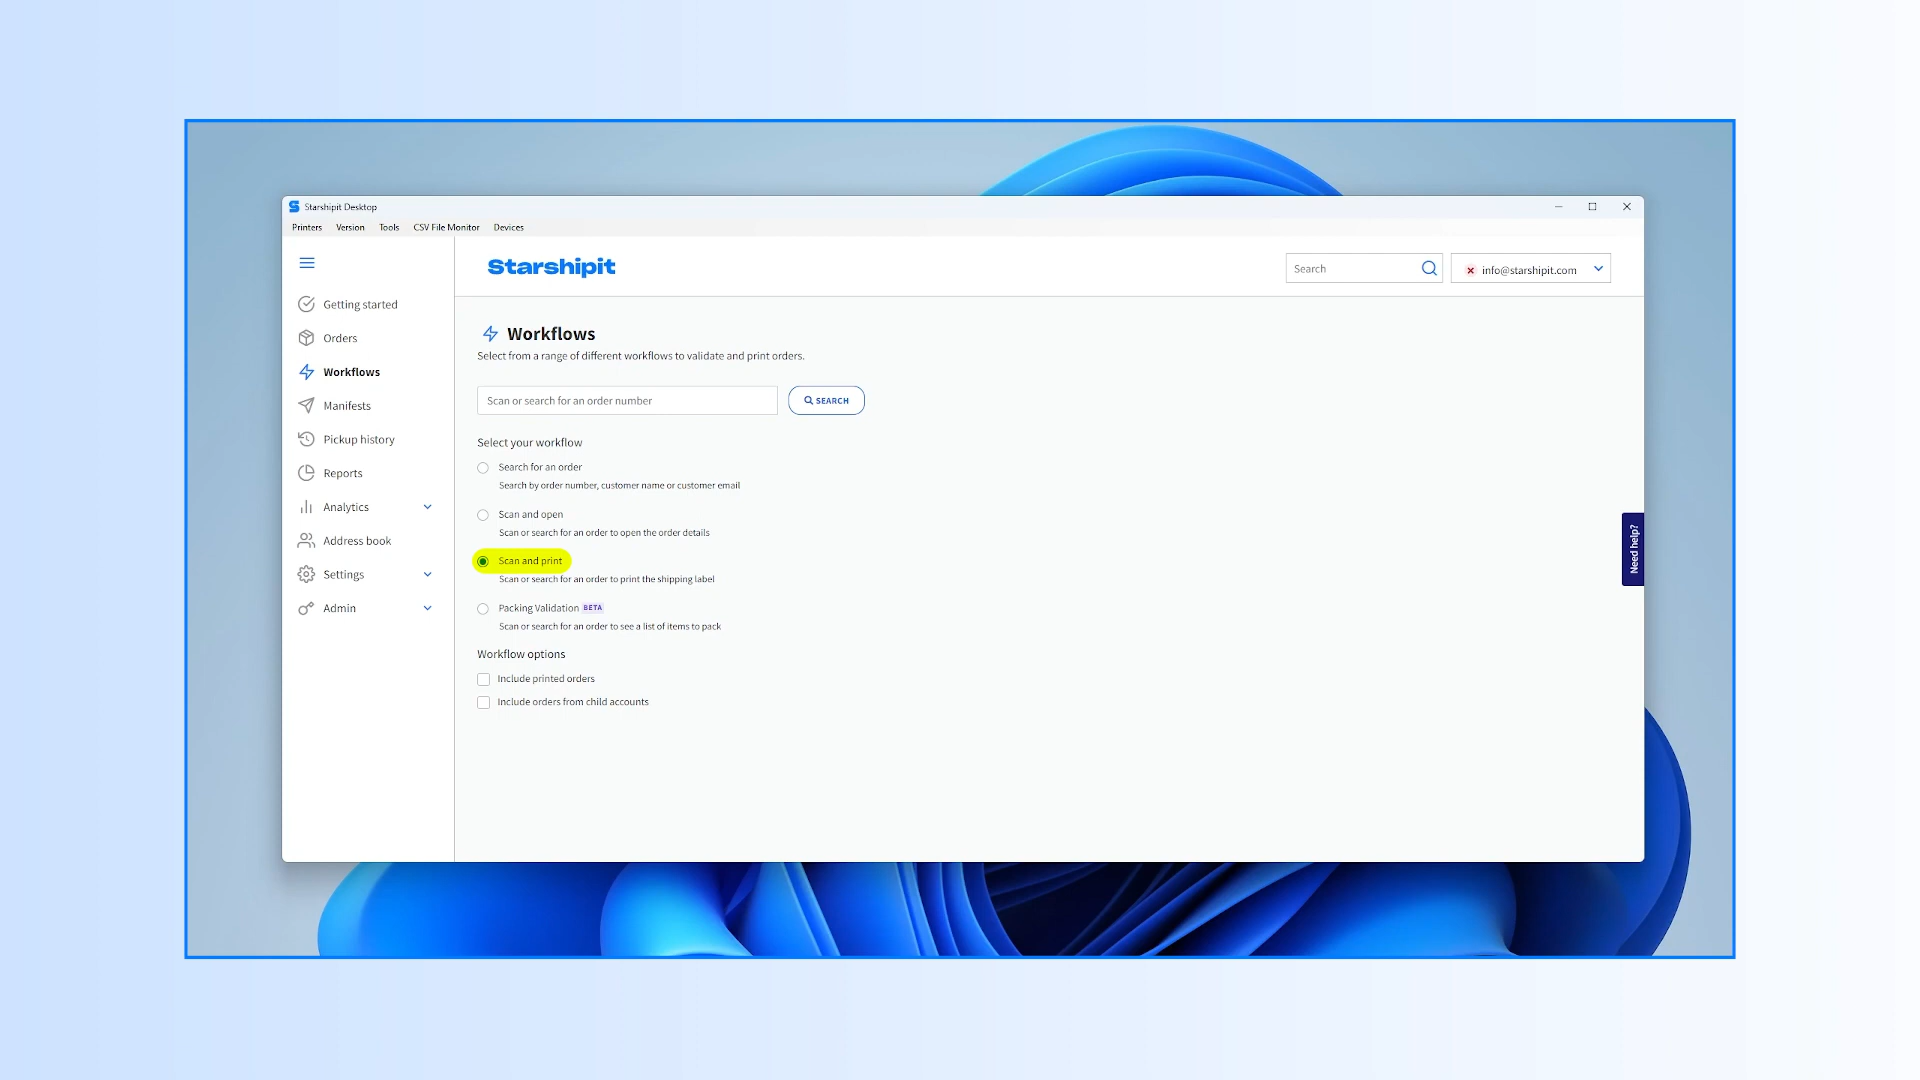 Starshipit Desktop
Printers Version Tools CSV File Monitor Devices
Starshipit
Search
× info@starshipit.com
Getting started
Orders
Workflows
Manifests
Pickup history
Reports
Analytics
Address book
Settings
Admin
Workflows
Select from a range of different workflows to validate and print orders.
Scan or search for an order number
SEARCH
Select your workflow
Search for an order
Search by order number, customer name or customer email
Scan and open
Scan or search for an order to open the order details
Scan and print
Scan or search for an order to print the shipping label
Packing Validation BETA
Scan or search for an order to see a list of items to pack
Workflow options
Include printed orders
Include orders from child accounts
Need help?